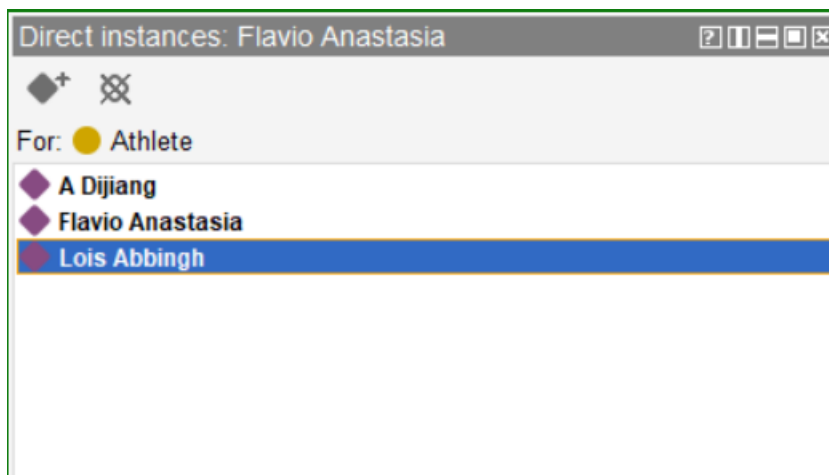 Direct instances: Flavio Anastasia
For: Athlete
A Dijiang
Flavio Anastasia
Lois Abbingh